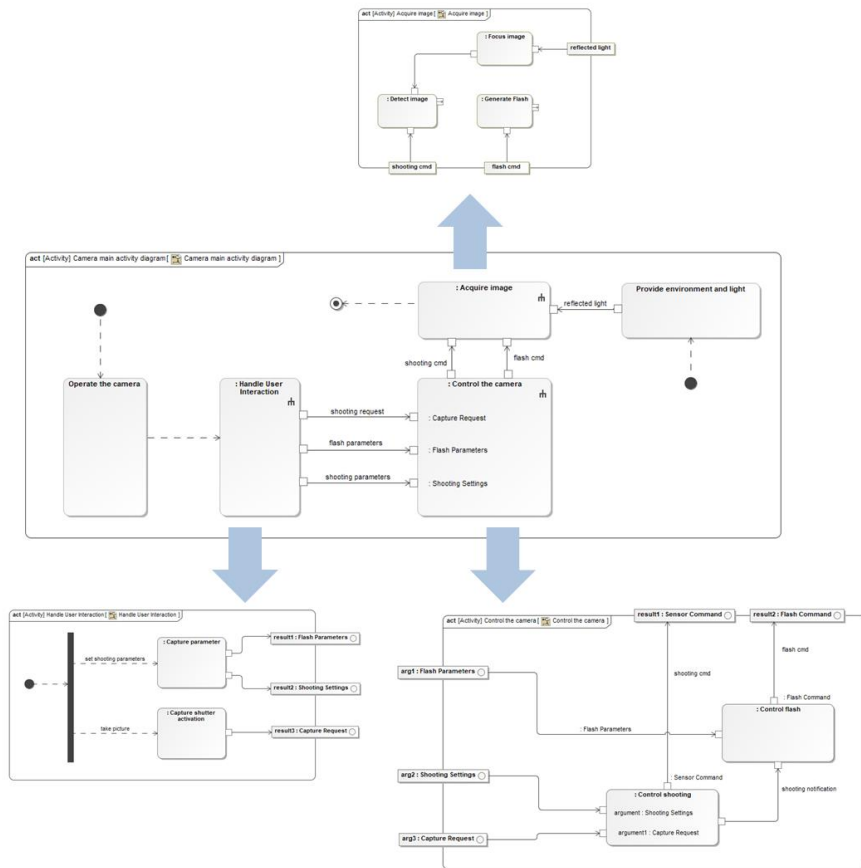 act [Activity] Acquire image [ Acquire image ]
: Focus image
reflected light
: Detect image
: Generate Flash
shooting cmd
flash cmd
act [Activity] Camera main activity diagram [ Camera main activity diagram ]
: Acquire image
reflected light
Provide environment and light
shooting cmd
flash cmd
Operate the camera
: Handle User
Interaction
: Control the camera
shooting request
: Capture Request
flash parameters
: Flash Parameters
shooting parameters
: Shooting Settings
act [Activity] Handle User Interaction [ Handle User Interaction ]
: Capture parameter
result1 : Flash Parameters
set shooting parameters
result2 : Shooting Settings
: Capture shutter
activation
take picture
result3 : Capture Request
act [Activity] Control the camera [ Control the camera ]
result1 : Sensor Command
result2 : Flash Command
flash cmd
arg1 : Flash Parameters
shooting cmd
: Flash Command
: Control flash
: Flash Parameters
arg2 : Shooting Settings
: Sensor Command
shooting notification
: Control shooting
argument : Shooting Settings
arg3 : Capture Request
argument1 : Capture Request